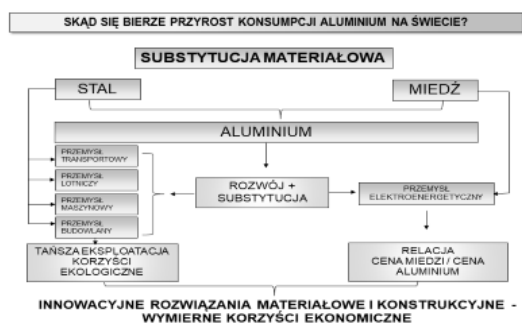 SKĄD SIĘ BIERZE PRZYROST KONSUMPCJI ALUMINIUM NA ŚWIECIE?
SUBSTYTUCJA MATERIAŁOWA
STAL
MIEDŹ
ALUMINIUM
PRZEMYSŁ
TRANSPORTOWY
PRZEMYSŁ
LOTNICZY
PRZEMYSŁ
MASZYNOWY
PRZEMYSŁ
BUDOWLANY
ROZWÓJ +
SUBSTYTUCJA
PRZEMYSŁ
ELEKTROENERGETYCZNY
TAŃSZA EKSPLOATACJA
KORZYŚCI
EKOLOGICZNE
RELACJA
CENA MIEDZI / CENA
ALUMINIUM
INNOWACYJNE ROZWIĄZANIA MATERIAŁOWE I KONSTRUKCYJNE -
WYMIERNE KORZYŚCI EKONOMICZNE